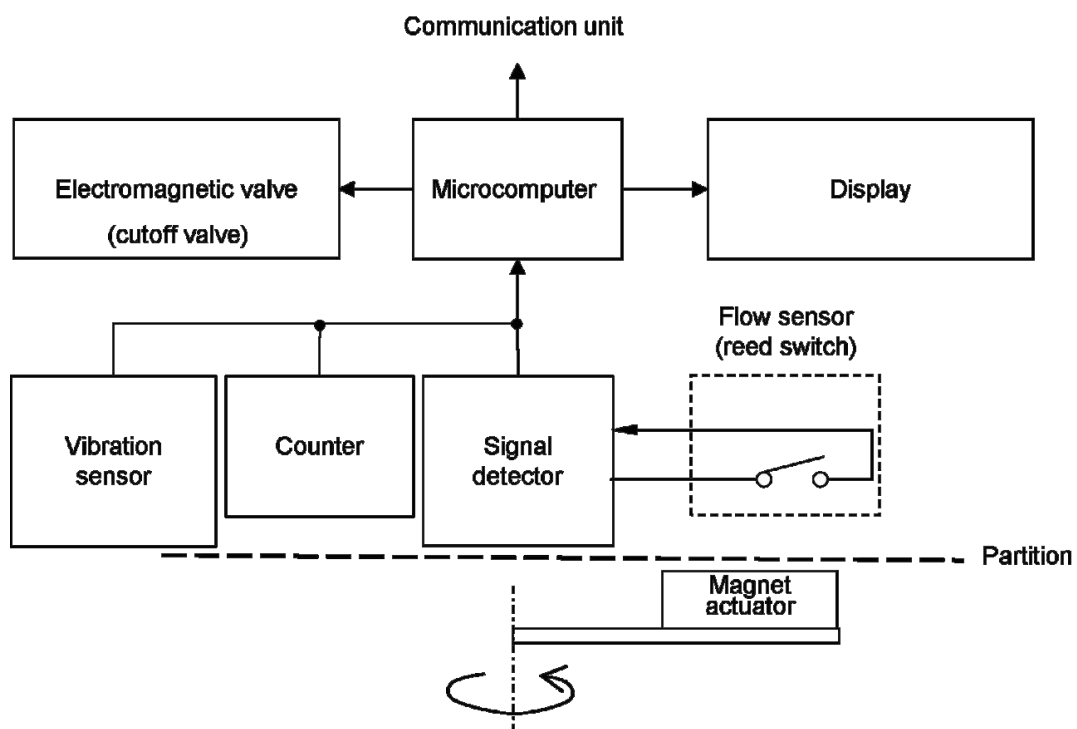 Communication unit
Electromagnetic valve
(cutoff valve)
Microcomputer
Display
Flow sensor
(reed switch)
Vibration
sensor
Counter
Signal
detector
Partition
Magnet
actuator